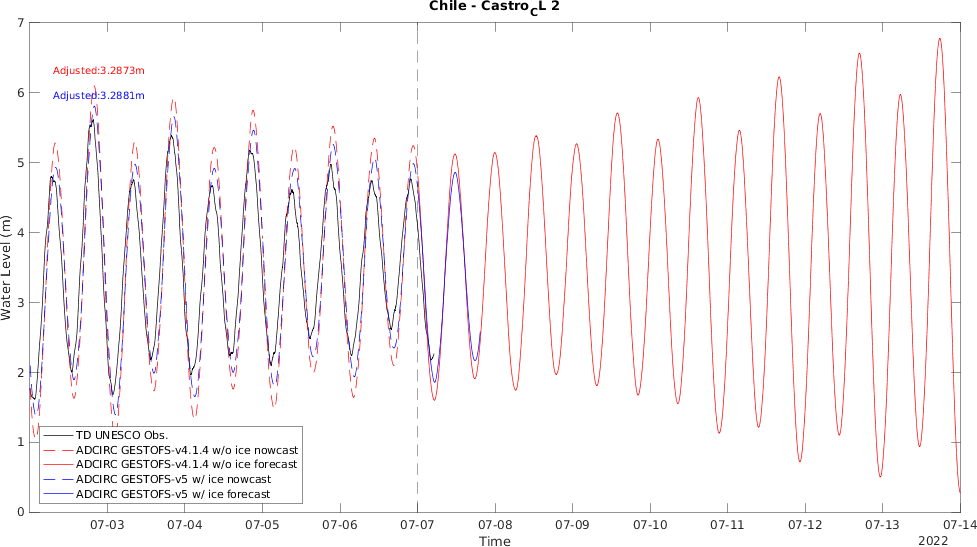 Chile - Castro_CL 2
Water Level (m)
7
6
5
4
3
2
1
0
Adjusted:3.2873m
Adjusted:3.2881m
TD UNESCO Obs.
ADCIRC GESTOFS-v4.1.4 w/o ice nowcast
ADCIRC GESTOFS-v4.1.4 w/o ice forecast
ADCIRC GESTOFS-v5 w/ ice nowcast
ADCIRC GESTOFS-v5 w/ ice forecast
07-03 07-04 07-05 07-06 07-07 07-08 07-09 07-10 07-11 07-12 07-13 07-14
Time
2022